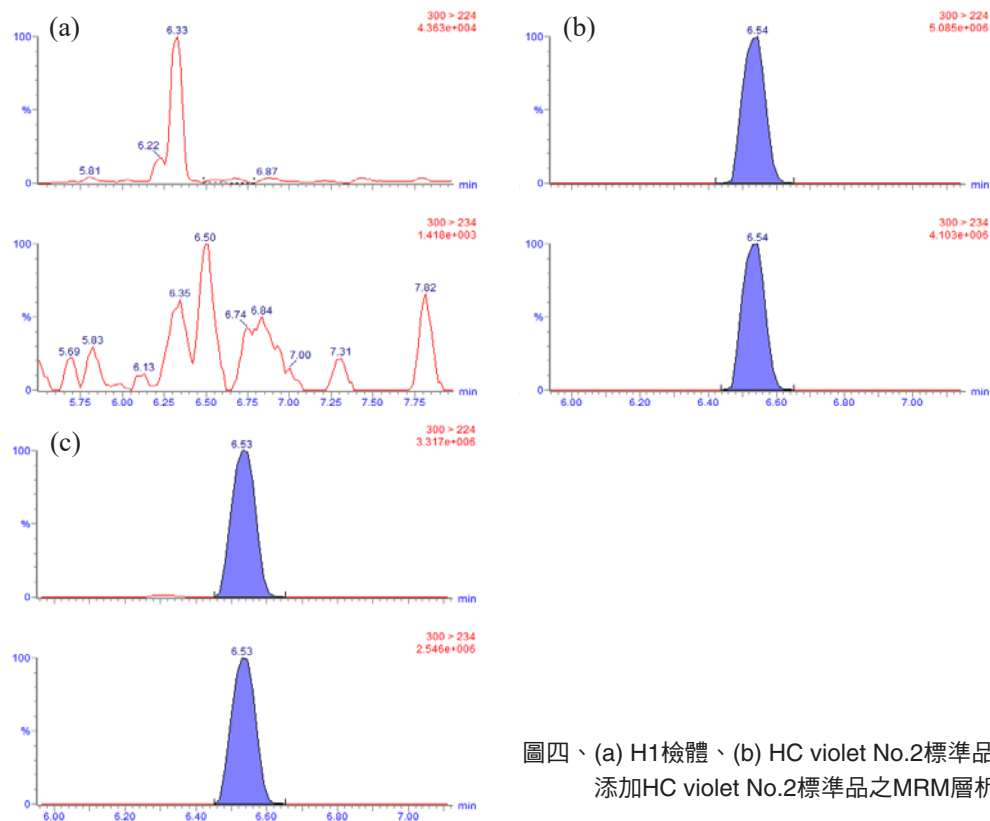 (a)
300 > 224
4.363e+004
100
%
0
6.33
6.22
5.81
6.87
min
300 > 234
1.418e+003
100
%
0
6.50
6.35
7.82
6.74
6.84
5.83
5.69
6.13
7.00
7.31
min
5.75 6.00 6.25 6.50 6.75 7.00 7.25 7.50 7.75
(b)
300 > 224
5.085e+006
100
%
0
6.54
min
300 > 234
4.103e+006
100
%
0
6.54
min
6.00 6.20 6.40 6.60 6.80 7.00
(c)
300 > 224
3.317e+006
100
%
0
6.53
min
300 > 234
2.546e+006
100
%
0
6.53
min
6.00 6.20 6.40 6.60 6.80 7.00
圖四、(a) H1檢體、(b) HC violet No.2標準品
添加HC violet No.2標準品之MRM層析